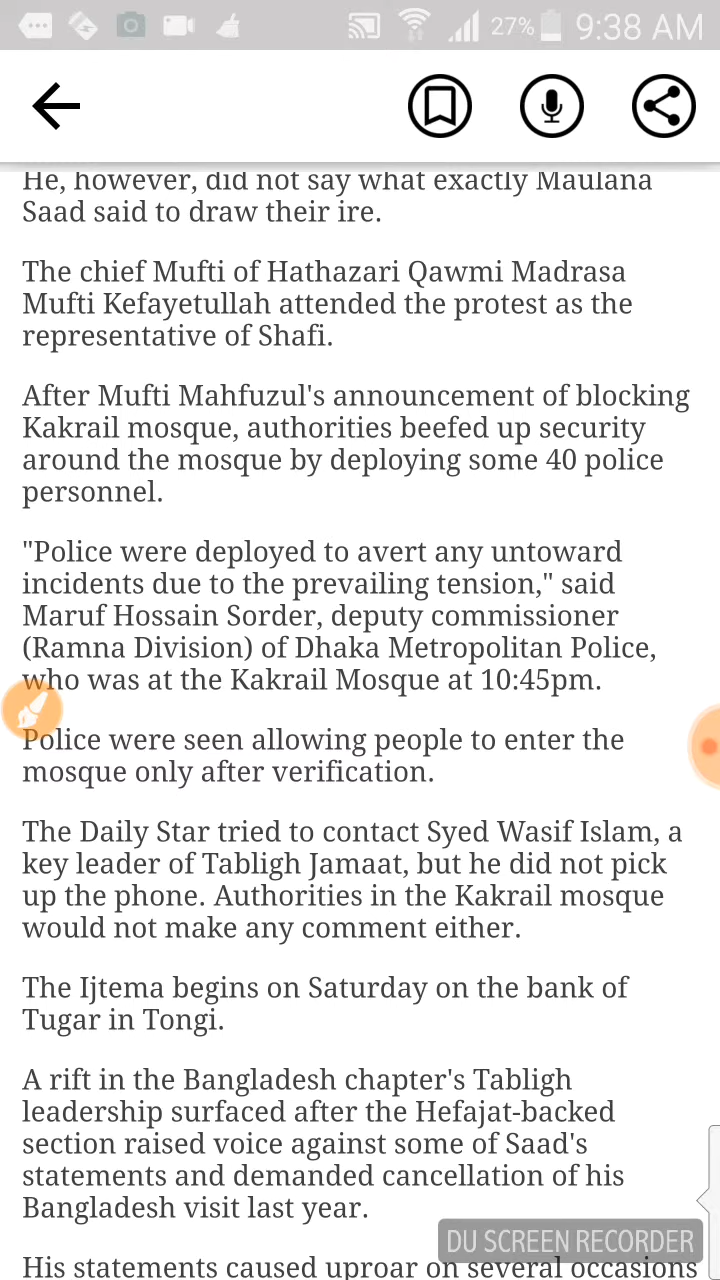 27% 9:38 AM
He, however, did not say what exactly Maulana
Saad said to draw their ire.
The chief Mufti of Hathazari Qawmi Madrasa
Mufti Kefayetullah attended the protest as the
representative of Shafi.
After Mufti Mahfuzul's announcement of blocking
Kakrail mosque, authorities beefed up security
around the mosque by deploying some 40 police
personnel.
"Police were deployed to avert any untoward
incidents due to the prevailing tension," said
Maruf Hossain Sorder, deputy commissioner
(Ramna Division) of Dhaka Metropolitan Police,
who was at the Kakrail Mosque at 10:45pm.
Police were seen allowing people to enter the
mosque only after verification.
The Daily Star tried to contact Syed Wasif Islam, a
key leader of Tabligh Jamaat, but he did not pick
up the phone. Authorities in the Kakrail mosque
would not make any comment either.
The Ijtema begins on Saturday on the bank of
Tugar in Tongi.
A rift in the Bangladesh chapter's Tabligh
leadership surfaced after the Hefajat-backed
section raised voice against some of Saad's
statements and demanded cancellation of his
Bangladesh visit last year.
DU SCREEN RECORDER
His statements caused uproar on several occasions